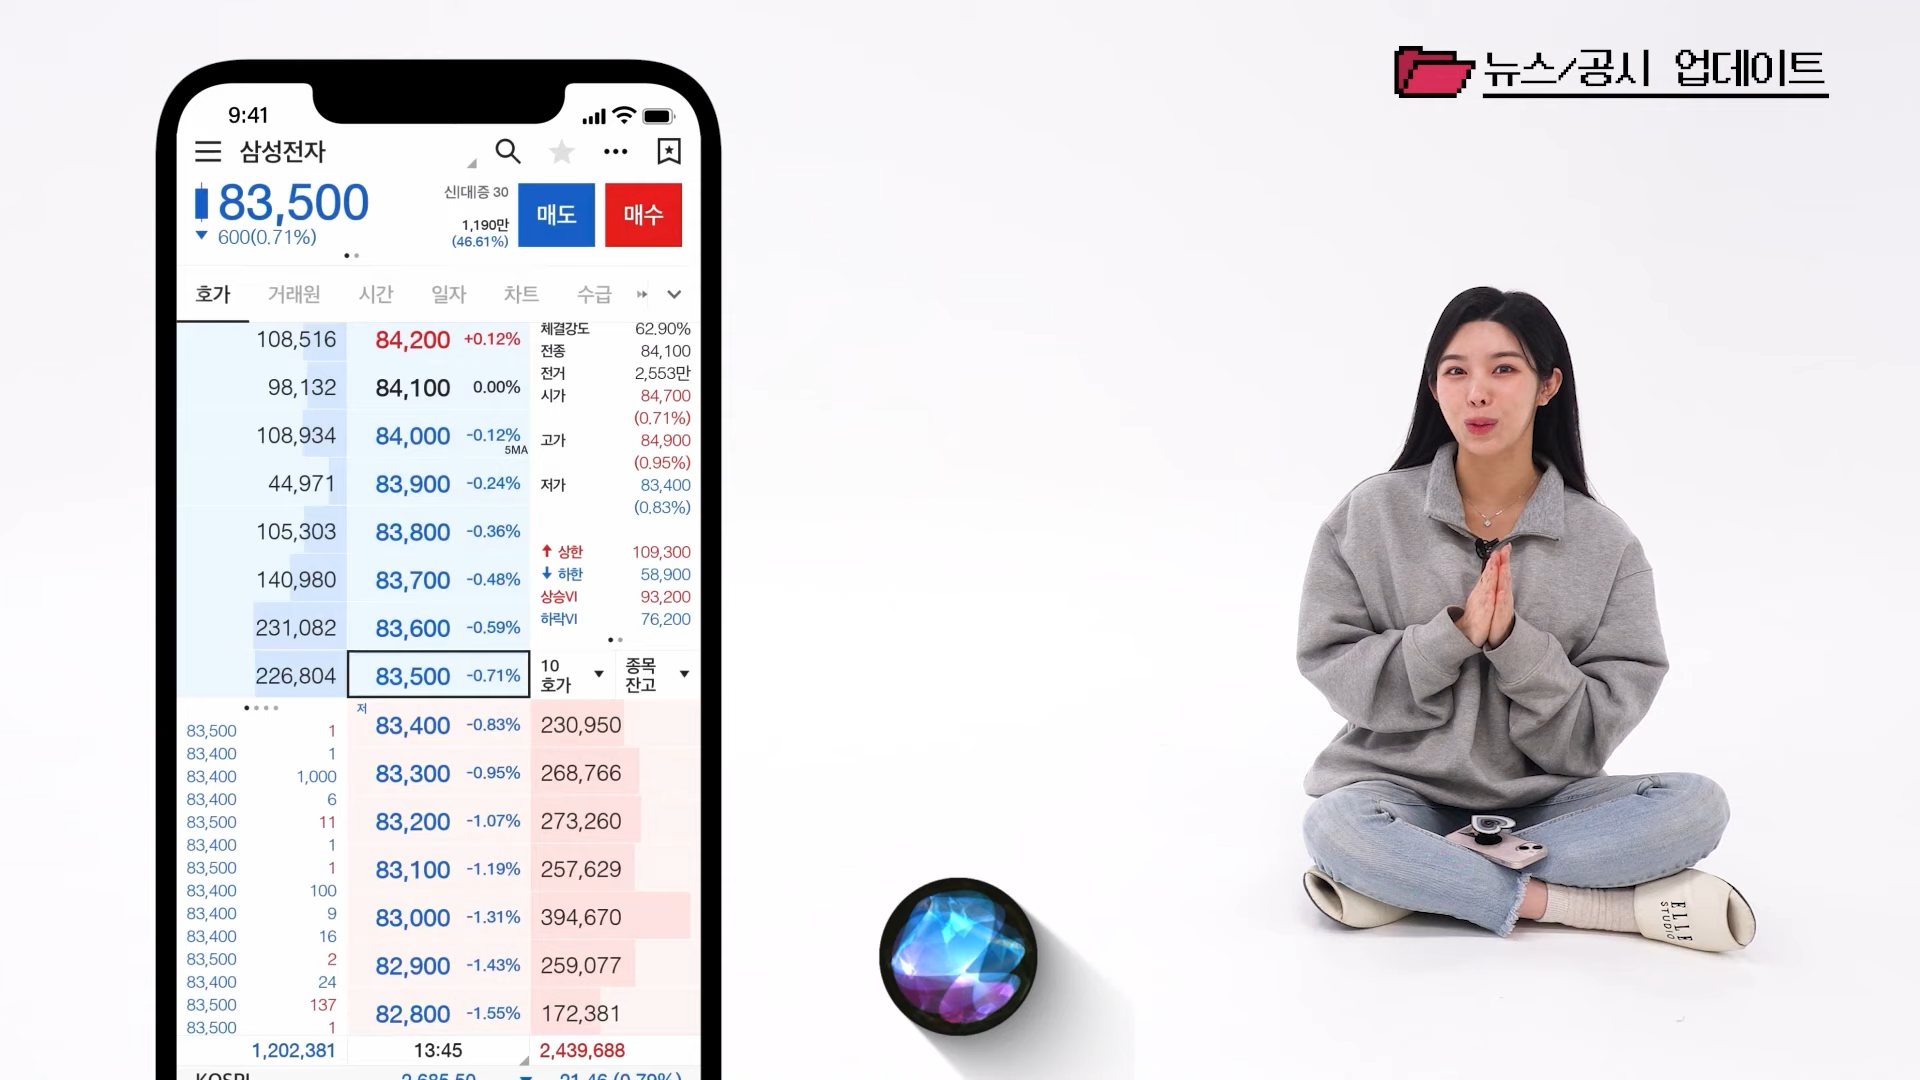 뉴스/공시 업데이트
9:41
삼성전자
83,500
600(0.71%)
신|대|증 30
1,190만
(46.61%)
매도
매수
호가 거래원 시간 일자 차트 수급
108,516 84,200 +0.12%
98,132 84,100 0.00%
108,934 84,000 -0.12%
5MA
44,971 83,900 -0.24%
105,303 83,800 -0.36%
140,980 83,700 -0.48%
231,082 83,600 -0.59%
226,804 83,500 -0.71%
체결강도 62.90%
전종 84,100
전거 2,553만
시가 84,700
(0.71%)
고가 84,900
(0.95%)
저가 83,400
(0.83%)
상한 109,300
하한 58,900
상승VI 93,200
하락VI 76,200
10
호가
종목
잔고
저
83,400 -0.83% 230,950
83,300 -0.95% 268,766
83,200 -1.07% 273,260
83,100 -1.19% 257,629
83,000 -1.31% 394,670
82,900 -1.43% 259,077
82,800 -1.55% 172,381
83,500 1
83,400 1
83,400 1,000
83,400 6
83,500 11
83,400 1
83,500 1
83,400 100
83,400 9
83,400 16
83,500 2
83,400 24
83,500 137
83,500 1
1,202,381 13:45 2,439,688
KOSPI 2,685.50 21.46 (0.79%)
ELLE
STUDIO